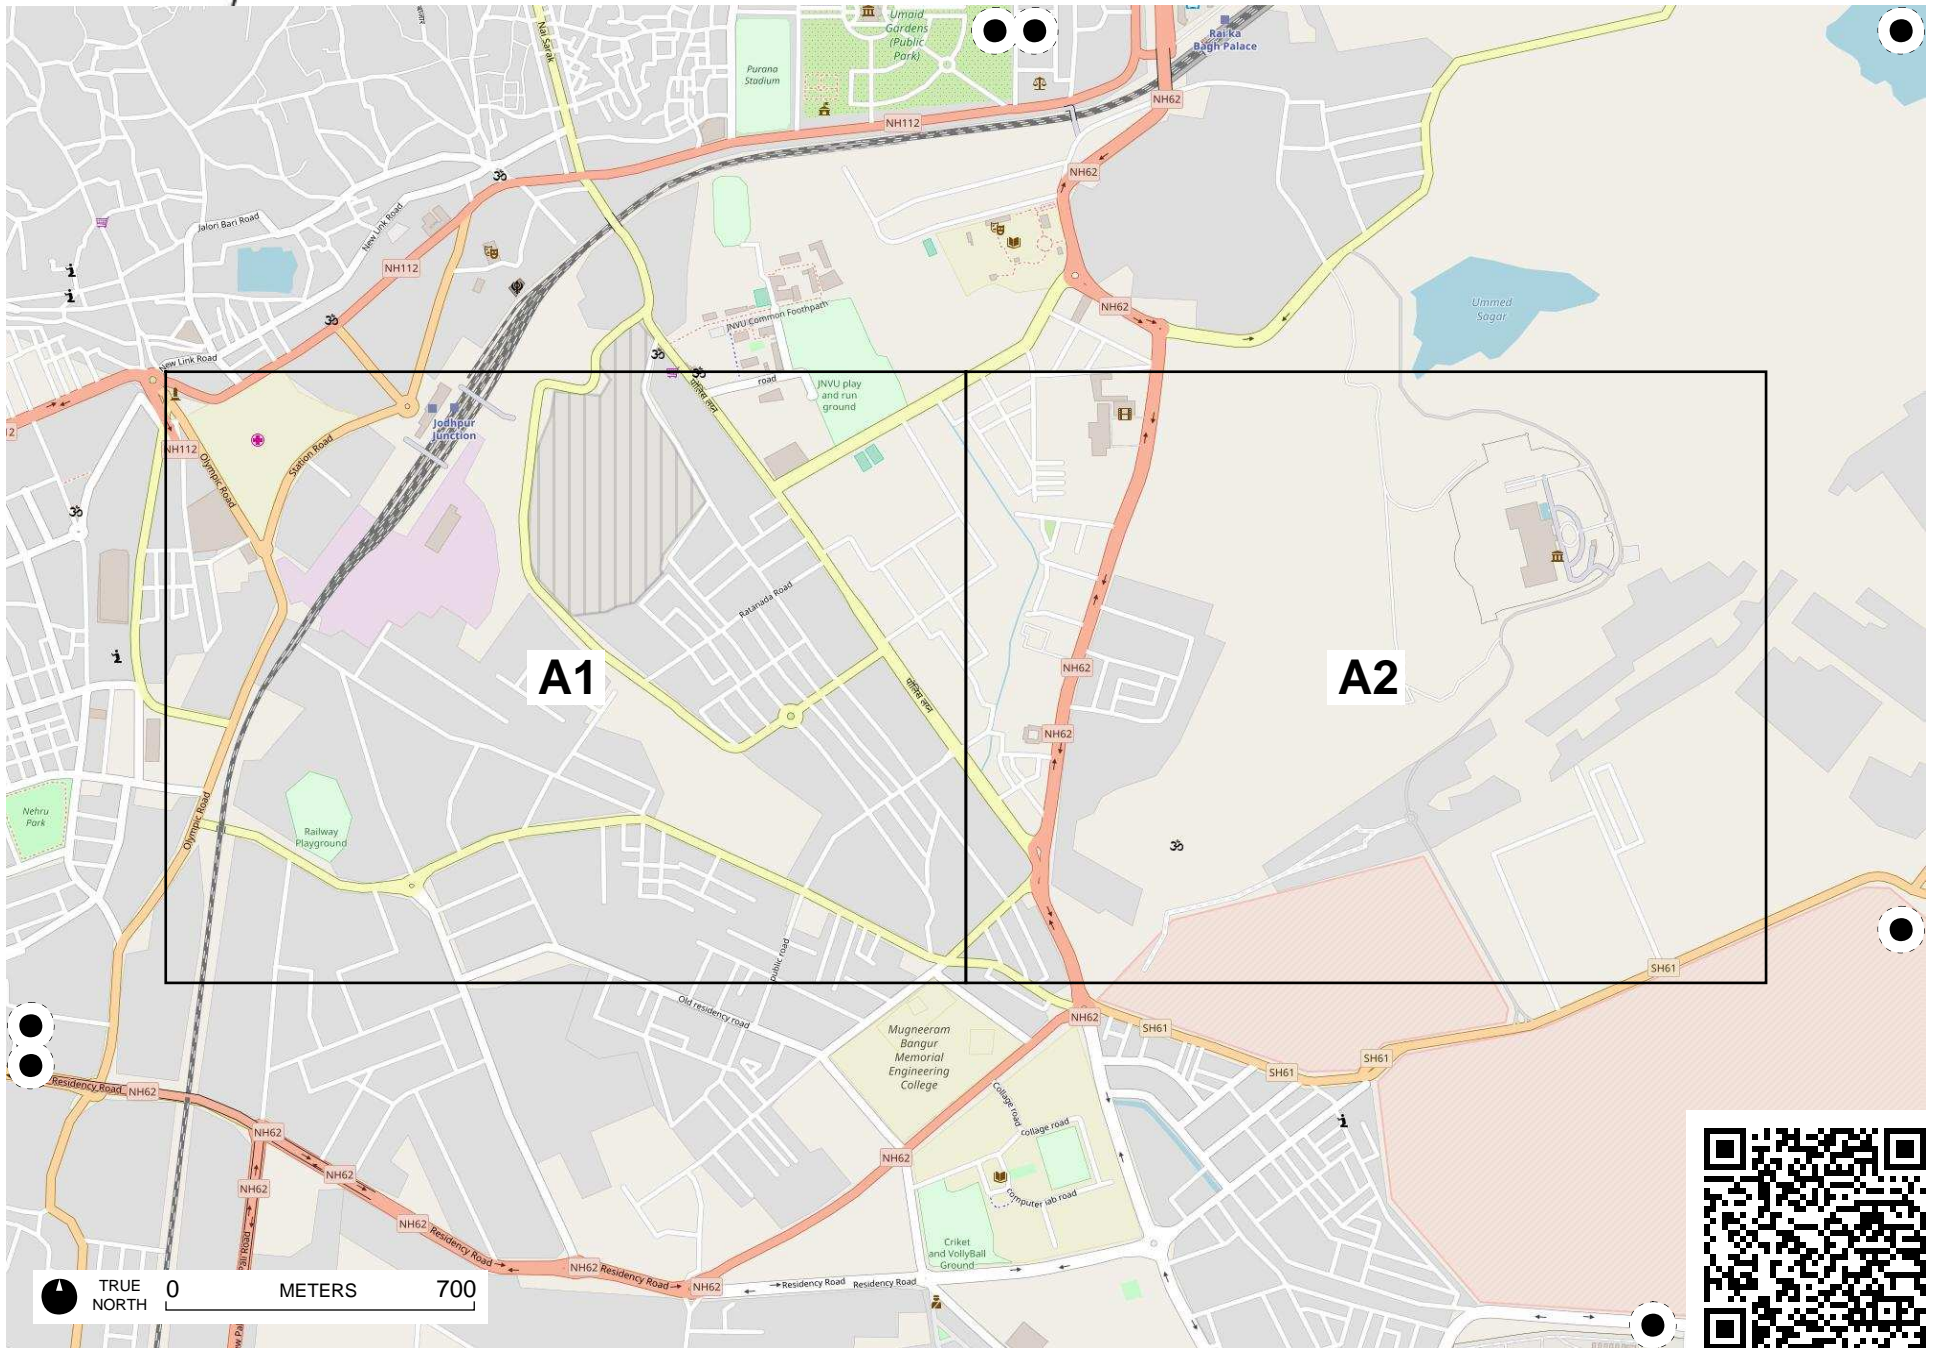 Umaid
Gardens
(Public
Park)
Rai ka
Bagh Palace
Nai Sarak
Purana
Stadium
NH62
NH112
NH62
Jalori Bari Road
New Link Road
NH112
Ummed
Sagar
NH62
JNVU Common Foothpath
New Link Road
road
JNVU play
and run
ground
Jodhpur
Junction
12
NH112
Olympic Road
Station Road
Ratanada Road
A1
A2
NH62
NH62
Nehru
Park
Olympic Road
Railway
Playground
public road
SH61
Old residency road
NH62
SH61
Mugneeram
Bangur
Memorial
Engineering
College
SH61
SH61
Residency Road
NH62
Collage road
collage road
NH62
NH62
NH62
NH62
computer lab road
NH62
Residency Road
Criket
and VollyBall
Ground
NH62
Residency Road
NH62
Residency Road
Residency Road
Pali Road
TRUE
NORTH
0
METERS
700